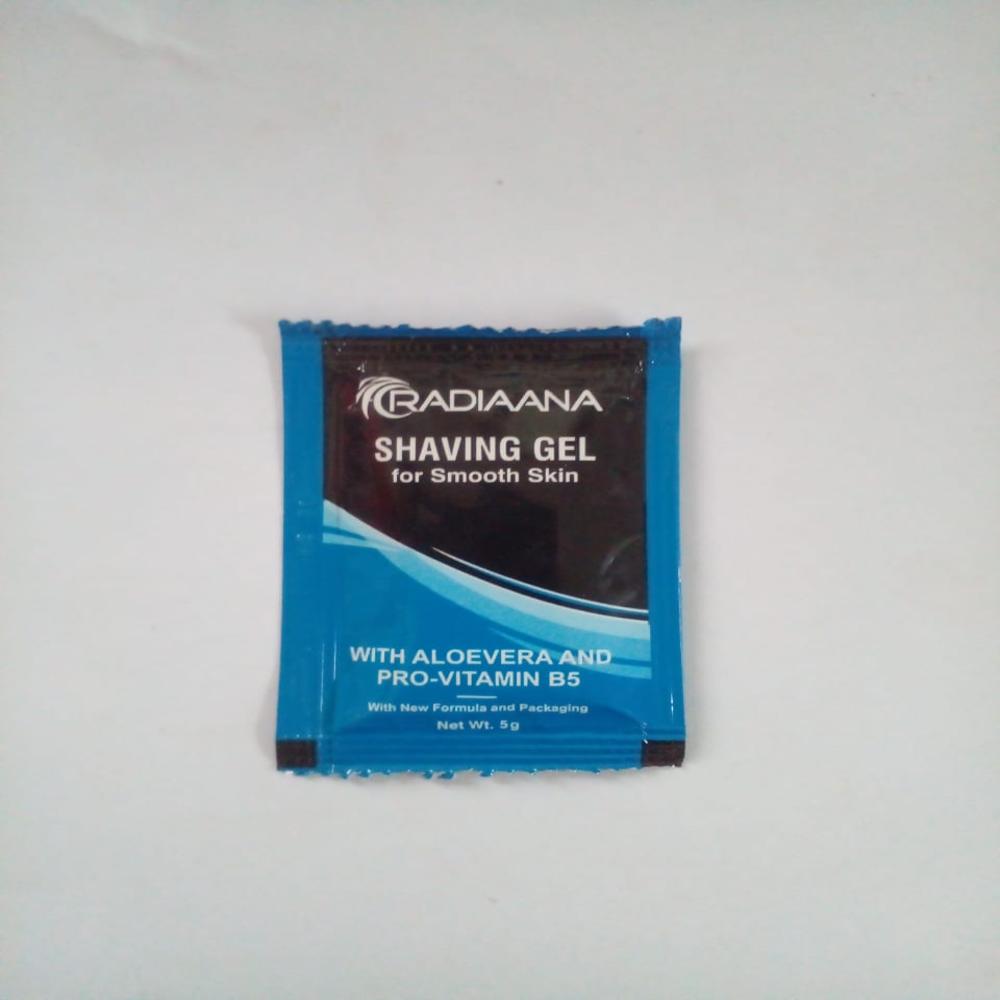 RADIAANA
SHAVING GEL
for Smooth Skin
WITH ALOEVERA AND
PRO-VITAMIN B5
With New Formula and Packaging
Net Wt. 5g